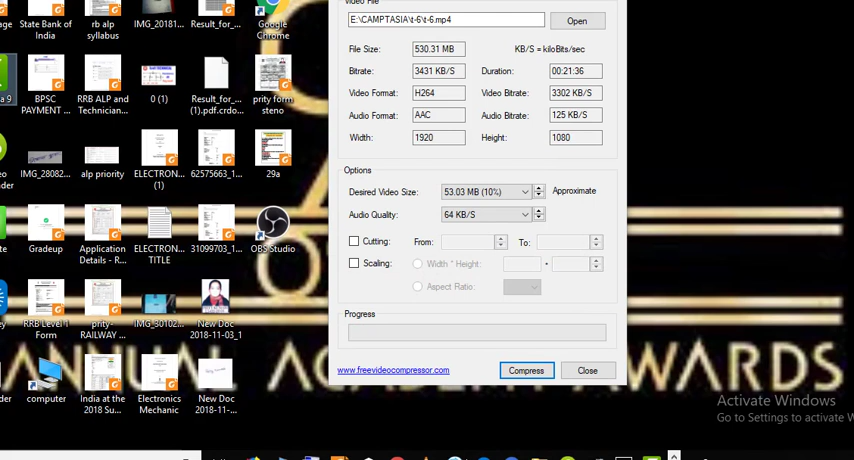 State Bank of India
rb alp syllabus
IMG_20181...
Result_for_...
Google Chrome
a 9
BPSC PAYMENT ...
RRB ALP and Technician...
0 (1)
Result_for_... (1).pdf.crdo...
prity form steno
IMG_28082...
alp priority
ELECTRON... (1)
62575663_1...
29a
Gradeup
Application Details - R...
ELECTRON... TITLE
31099703_1...
OBS Studio
RRB Level 1 Form
prity- RAILWAY ...
IMG_30102...
New Doc 2018-11-03_1
computer
India at the 2018 Su...
Electronics Mechanic
New Doc 2018-11-...
Video File
E:\CAMPTASIA\t-6\t-6.mp4
Open
File Size: 530.31 MB KB/S = kiloBits/sec
Bitrate: 3431 KB/S Duration: 00:21:36
Video Format: H264 Video Bitrate: 3302 KB/S
Audio Format: AAC Audio Bitrate: 125 KB/S
Width: 1920 Height: 1080
Options
Desired Video Size: 53.03 MB (10%) Approximate
Audio Quality: 64 KB/S
Cutting: From: To:
Scaling: Width * Height: *
Aspect Ratio:
Progress
www.freevideocompressor.com
Compress
Close
ANNUAL ACADEMY AWARDS
Activate Windows
Go to Settings to activate W